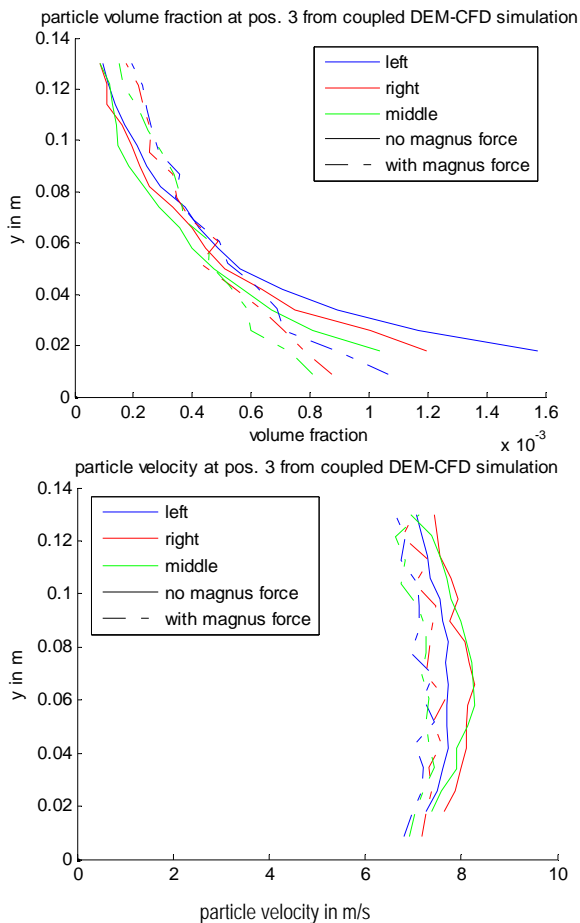 particle volume fraction at pos. 3 from coupled DEM-CFD simulation
0.14
0.12
0.1
0.08
0.06
0.04
0.02
0
y in m
left
right
middle
no magnus force
with magnus force
0 0.2 0.4 0.6 0.8 1 1.2 1.4 1.6
volume fraction
x 10^-3
particle velocity at pos. 3 from coupled DEM-CFD simulation
0.14
0.12
0.1
0.08
0.06
0.04
0.02
0
y in m
left
right
middle
no magnus force
with magnus force
0 2 4 6 8 10
particle velocity in m/s